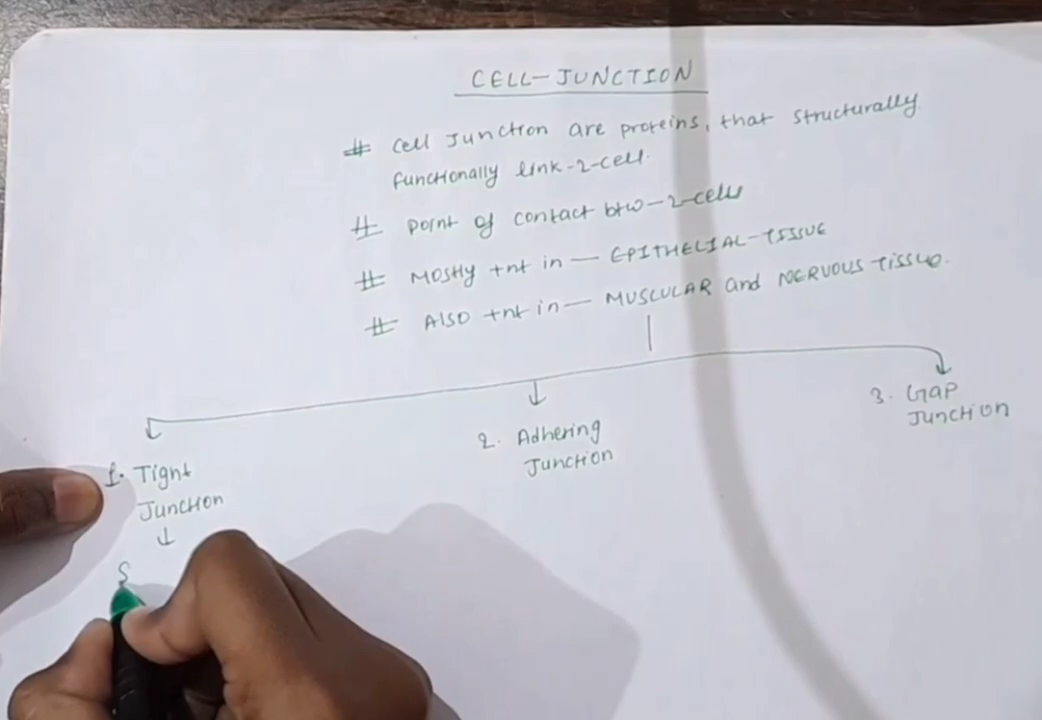 CELL-JUNCTION
# Cell Junction are proteins, that structurally
functionally link-2-cell.
# point of contact btw-2-cells
# Mostly +nt in — EPITHELIAL-TISSUE
# Also +nt in — MUSCULAR and NERVOUS Tissue.
1. Tight
Junction
2. Adhering
Junction
3. Gap
Junction
S